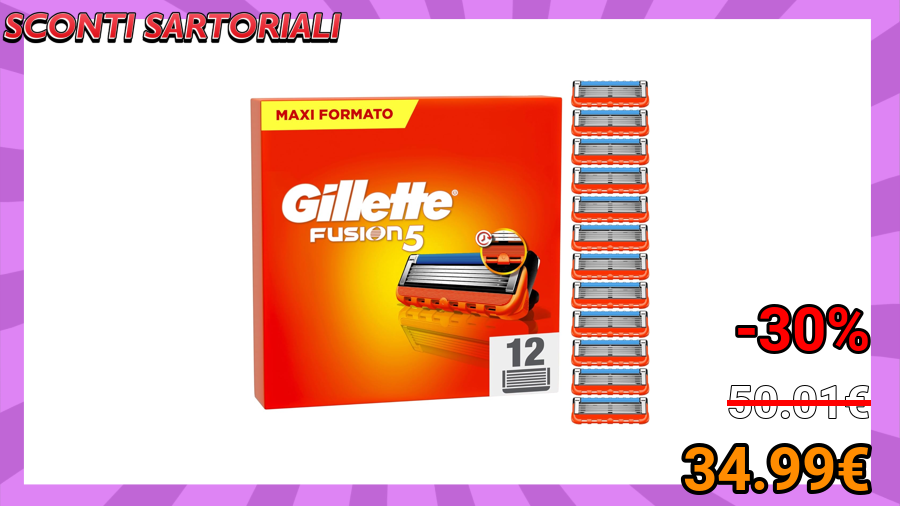 SCONTI SARTORIALI
MAXI FORMATO
Gillette®
FUSION5
12
-30%
50.01€
34.99€